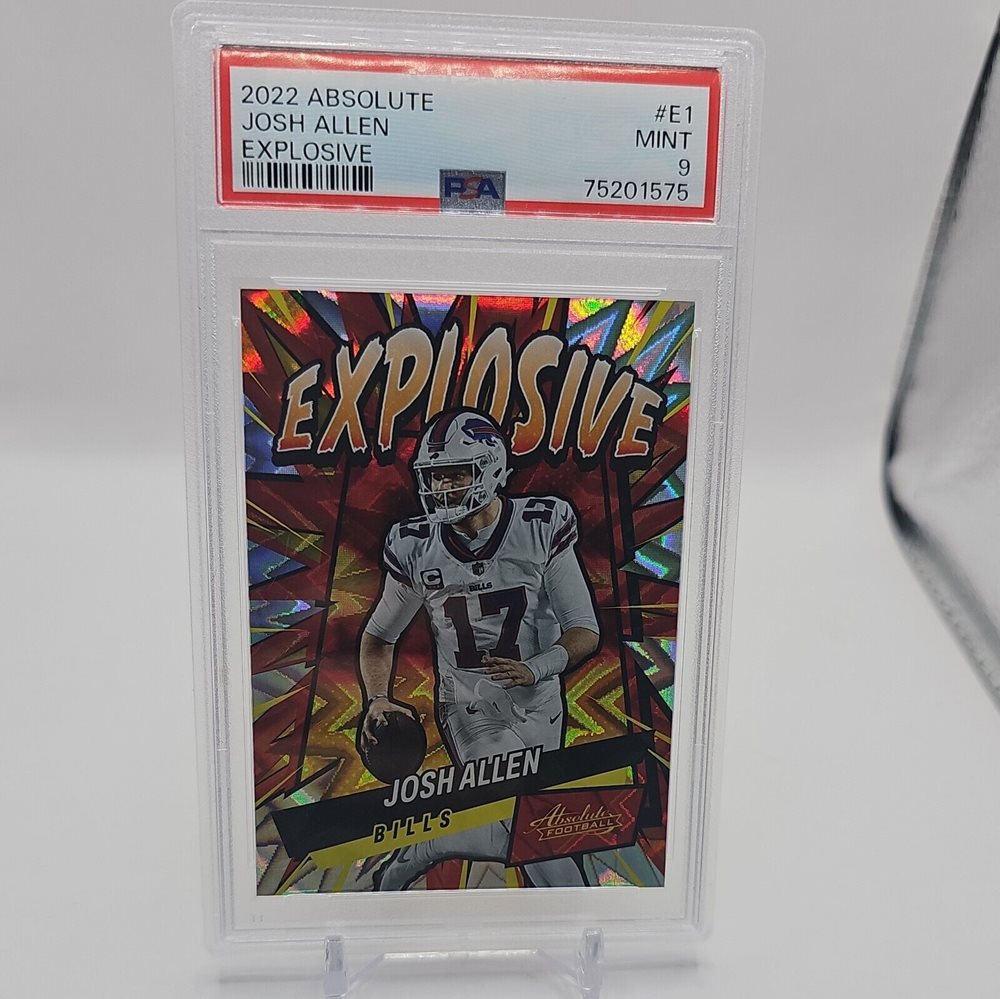 2022 ABSOLUTE
JOSH ALLEN
EXPLOSIVE
#E1
MINT
9
75201575
PSA
EXPLOSIVE
17
C
BILLS
17
JOSH ALLEN
BILLS
Absolute
FOOTBALL